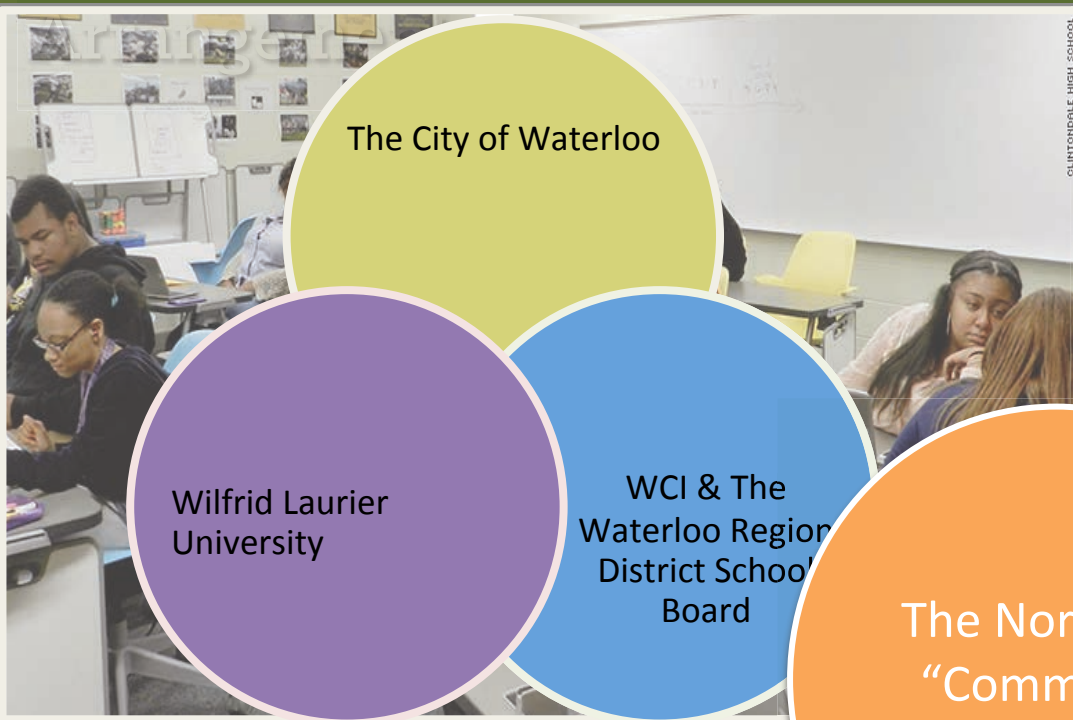 Arrangeme
CLINTONDALE HIGH SCHOOL
The City of Waterloo
Wilfrid Laurier
University
WCI & The
Waterloo Region
District School
Board
The Nor
“Comm